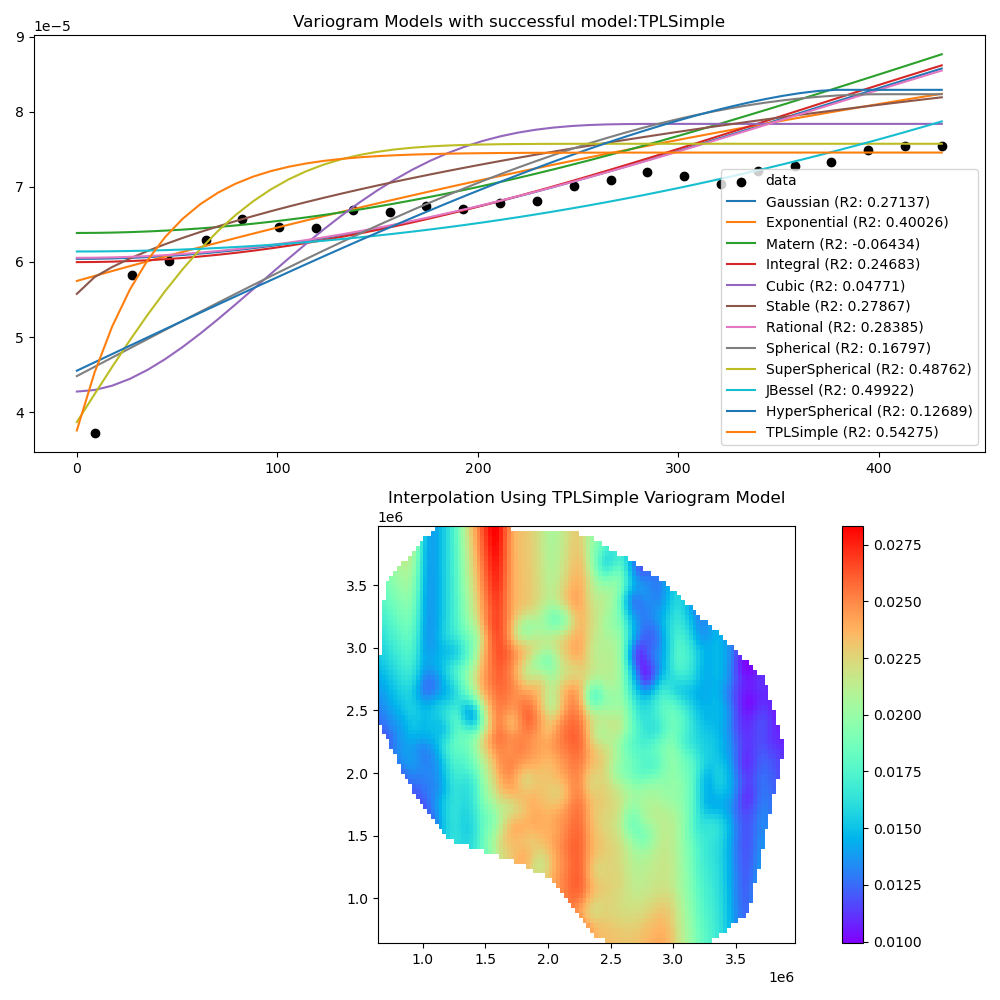 Variogram Models with successful model:TPLSimple
1e−5
9
8
7
6
5
4
0
100
200
300
400
data
Gaussian (R2: 0.27137)
Exponential (R2: 0.40026)
Matern (R2: -0.06434)
Integral (R2: 0.24683)
Cubic (R2: 0.04771)
Stable (R2: 0.27867)
Rational (R2: 0.28385)
Spherical (R2: 0.16797)
SuperSpherical (R2: 0.48762)
JBessel (R2: 0.49922)
HyperSpherical (R2: 0.12689)
TPLSimple (R2: 0.54275)
Interpolation Using TPLSimple Variogram Model
1e6
3.5
3.0
2.5
2.0
1.5
1.0
1.0
1.5
2.0
2.5
3.0
3.5
1e6
0.0275
0.0250
0.0225
0.0200
0.0175
0.0150
0.0125
0.0100